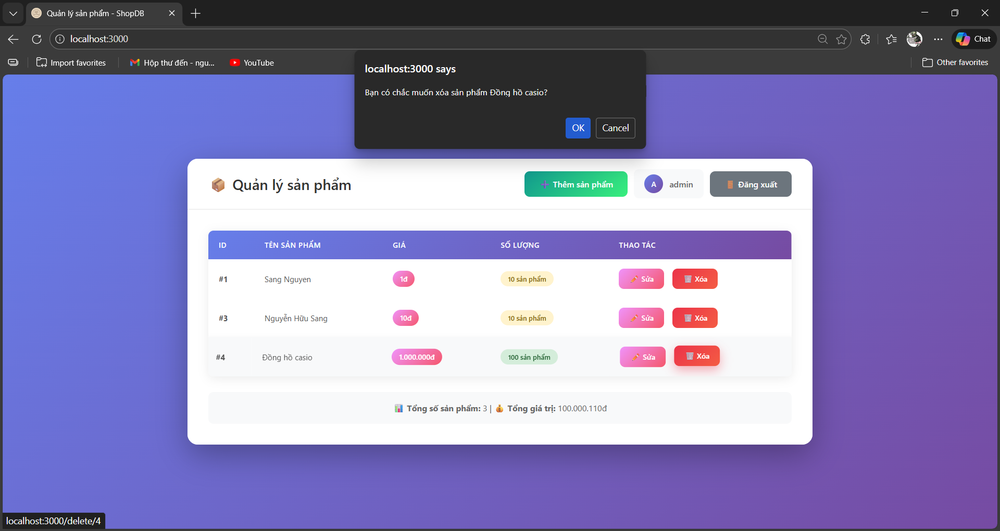 Quản lý sản phẩm - ShopDB
localhost:3000
Chat
Import favorites
Hộp thư đến - ngu...
YouTube
Other favorites
localhost:3000 says
Bạn có chắc muốn xóa sản phẩm Đồng hồ casio?
OK
Cancel
Quản lý sản phẩm
Thêm sản phẩm
A
admin
Đăng xuất
ID TÊN SẢN PHẨM GIÁ SỐ LƯỢNG THAO TÁC
#1 Sang Nguyen 1đ 10 sản phẩm Sửa Xóa
#3 Nguyễn Hữu Sang 10đ 10 sản phẩm Sửa Xóa
#4 Đồng hồ casio 1.000.000đ 100 sản phẩm Sửa Xóa
Tổng số sản phẩm: 3 | Tổng giá trị: 100.000.110đ
localhost:3000/delete/4